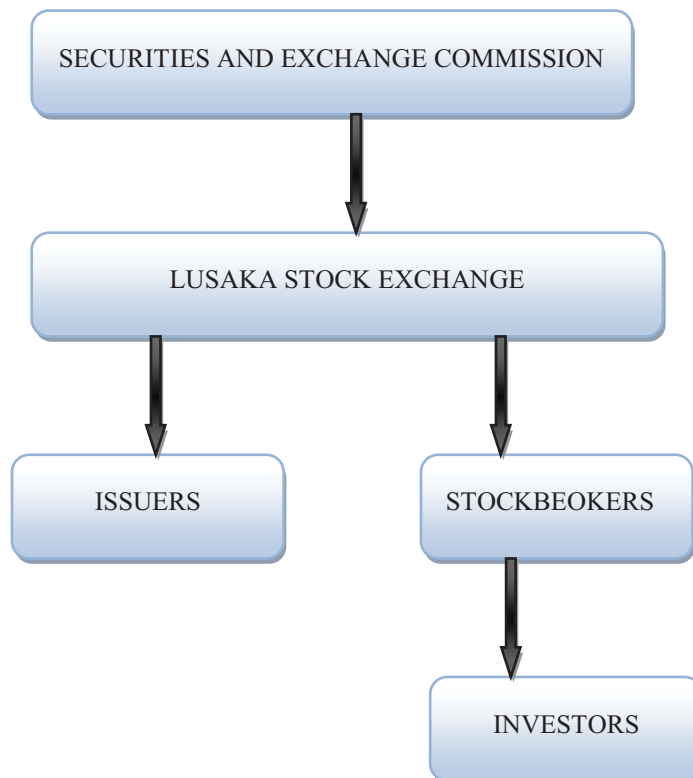 SECURITIES AND EXCHANGE COMMISSION
LUSAKA STOCK EXCHANGE
ISSUERS
STOCKBEOKERS
INVESTORS